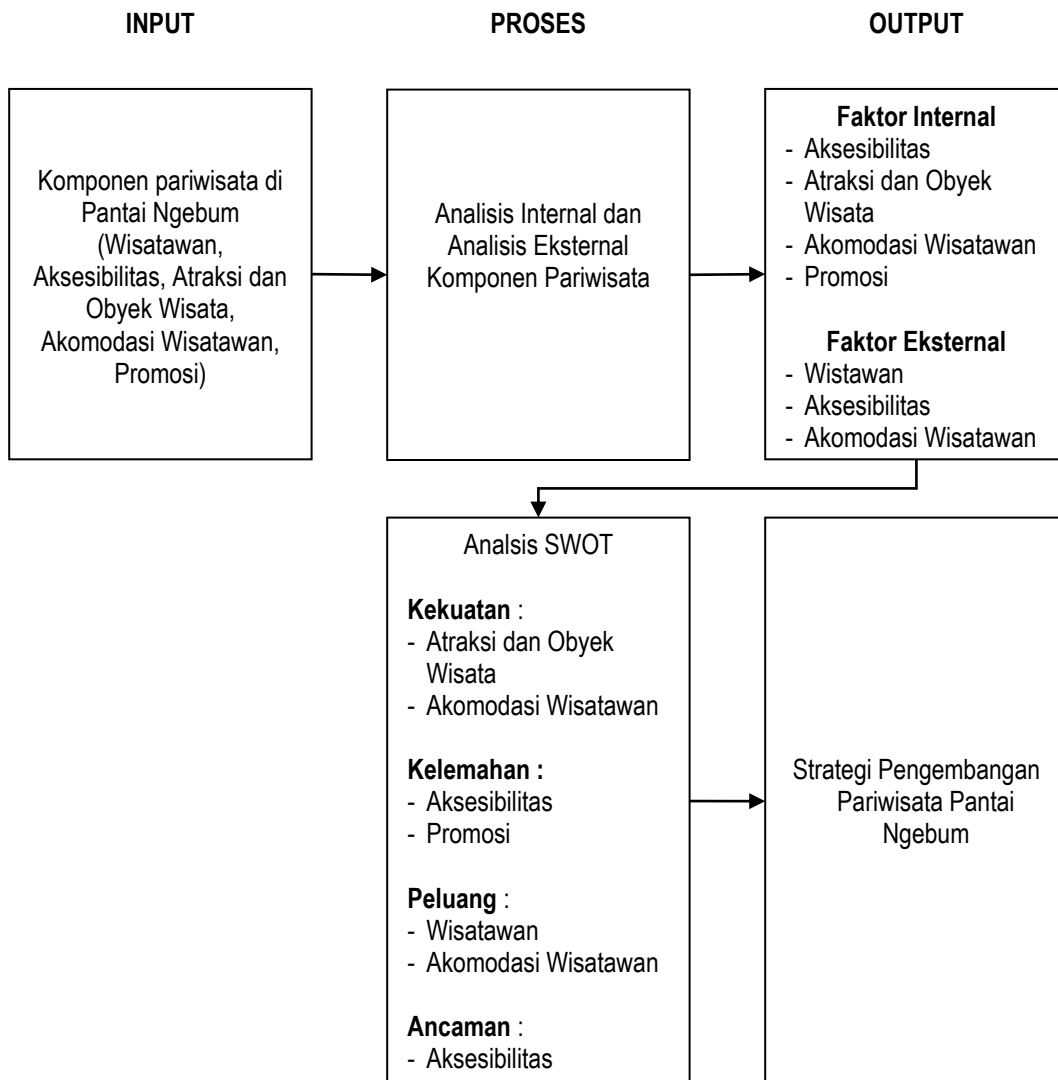 INPUT
PROSES
OUTPUT
Komponen pariwisata di
Pantai Ngebum
(Wisatawan,
Aksesibilitas, Atraksi dan
Obyek Wisata,
Akomodasi Wisatawan,
Promosi)
Analisis Internal dan
Analisis Eksternal
Komponen Pariwisata
Faktor Internal
- Aksesibilitas
- Atraksi dan Obyek
Wisata
- Akomodasi Wisatawan
- Promosi
Faktor Eksternal
- Wistawan
- Aksesibilitas
- Akomodasi Wisatawan
Analsis SWOT
Kekuatan :
- Atraksi dan Obyek
Wisata
- Akomodasi Wisatawan
Kelemahan :
- Aksesibilitas
- Promosi
Peluang :
- Wisatawan
- Akomodasi Wisatawan
Ancaman :
- Aksesibilitas
Strategi Pengembangan
Pariwisata Pantai
Ngebum